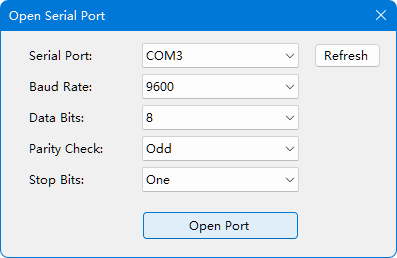 Open Serial Port
Serial Port: COM3 Refresh
Baud Rate: 9600
Data Bits: 8
Parity Check: Odd
Stop Bits: One
Open Port